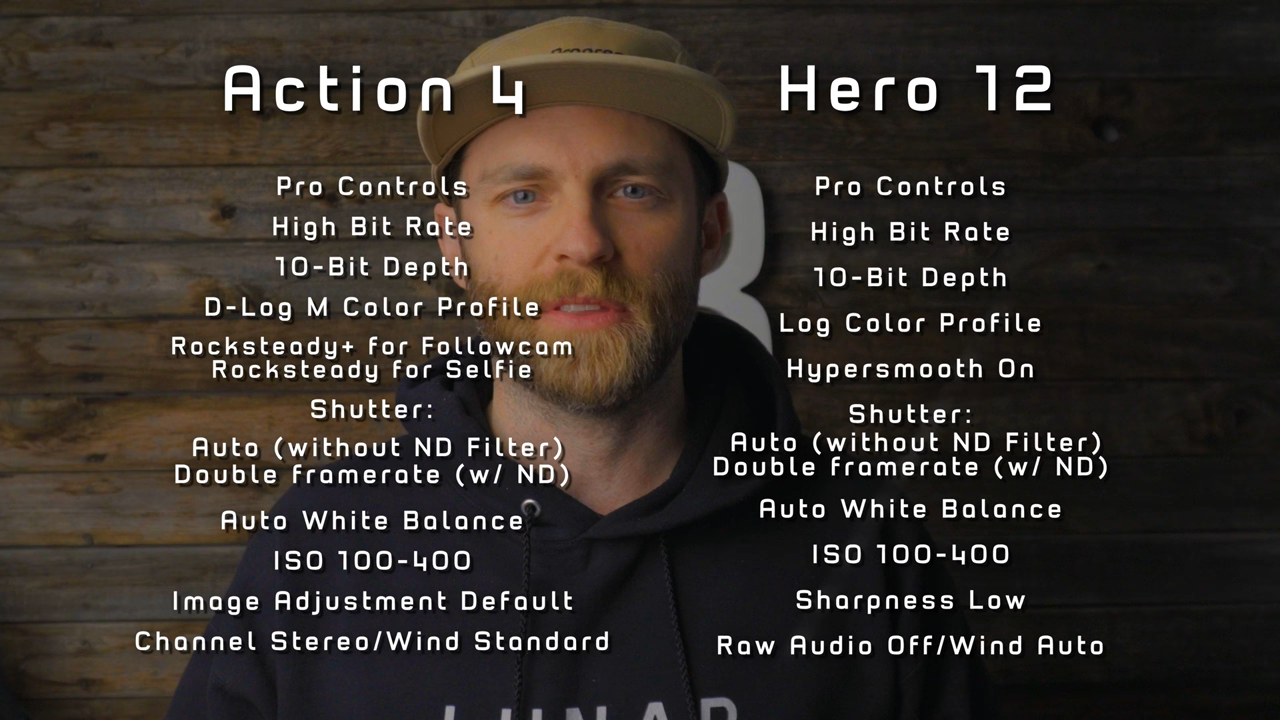 Action 4
Pro Controls
High Bit Rate
10-Bit Depth
D-Log M Color Profile
Rocksteady+ for Followcam
Rocksteady for Selfie
Shutter:
Auto (without ND Filter)
Double framerate (w/ ND)
Auto White Balance
ISO 100-400
Image Adjustment Default
Channel Stereo/Wind Standard
Hero 12
Pro Controls
High Bit Rate
10-Bit Depth
Log Color Profile
Hypersmooth On
Shutter:
Auto (without ND Filter)
Double framerate (w/ ND)
Auto White Balance
ISO 100-400
Sharpness Low
Raw Audio Off/Wind Auto
LUNAR